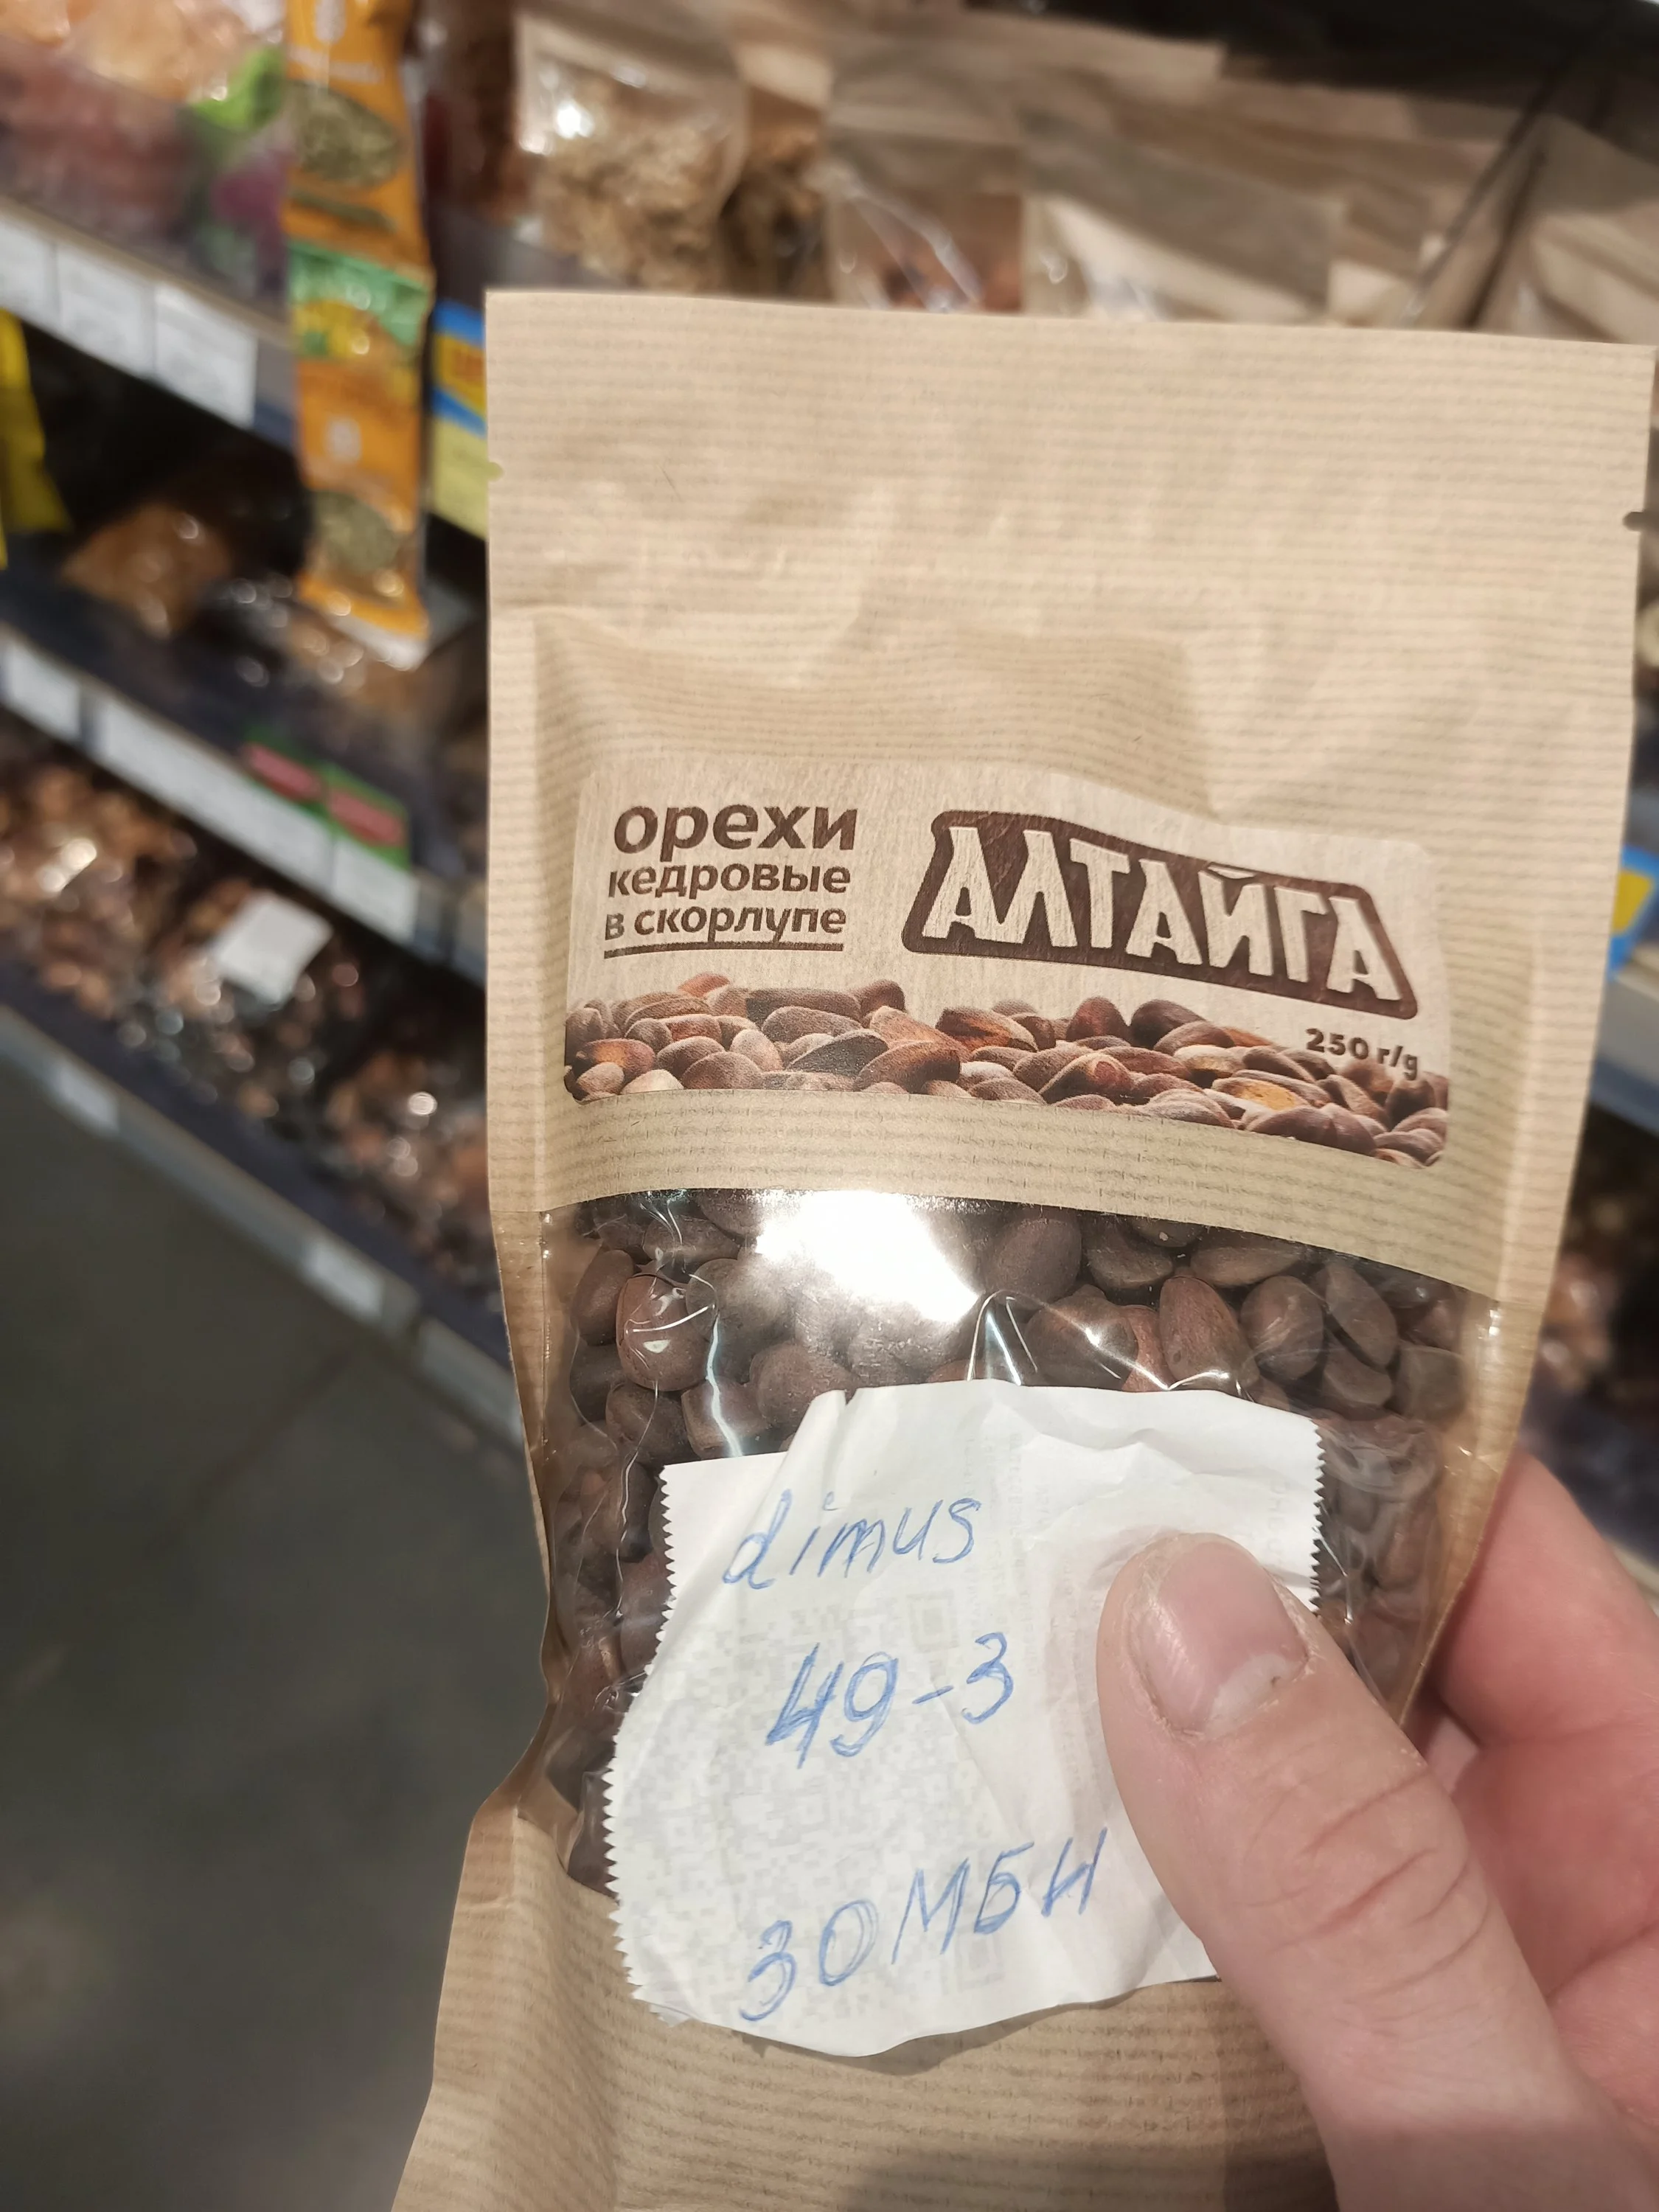 орехи
кедровые
в скорлупе
АЛТАЙГА
250 г/g
dimus
49-3
ЗОМБИ